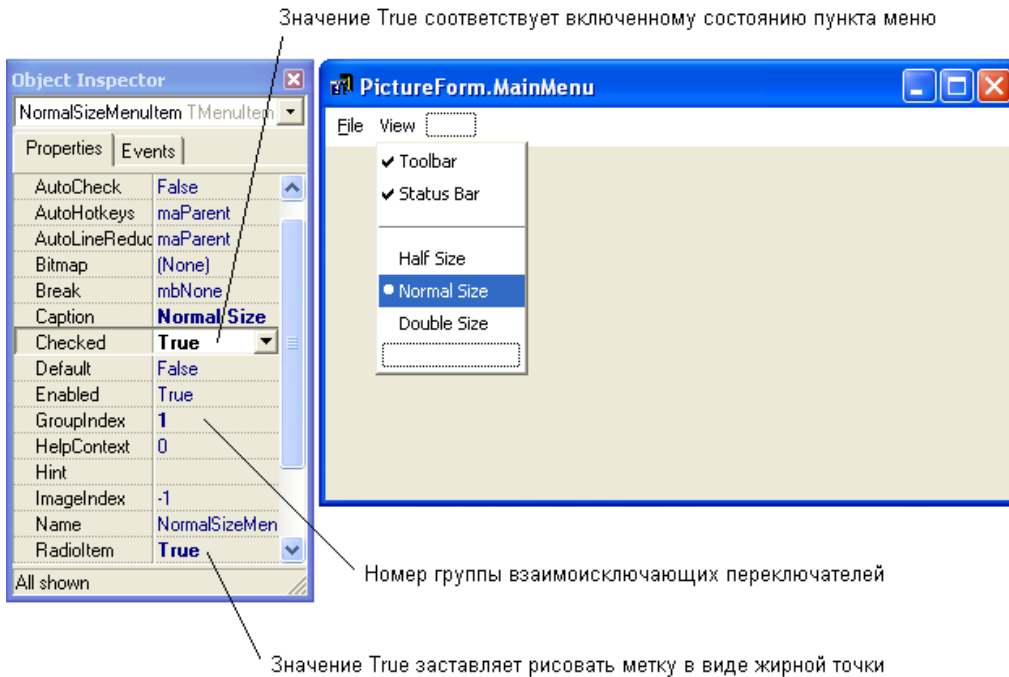 Значение True соответствует включенному состоянию пункта меню
Object Inspector
NormalSizeMenuItem TMenuItem
Properties Events
AutoCheck False
AutoHotkeys maParent
AutoLineReduc maParent
Bitmap (None)
Break mbNone
Caption Normal Size
Checked True
Default False
Enabled True
GroupIndex 1
HelpContext 0
Hint
ImageIndex -1
Name NormalSizeMen
RadioItem True
All shown
PictureForm.MainMenu
File View
Toolbar
Status Bar
Half Size
Normal Size
Double Size
Номер группы взаимоисключающих переключателей
Значение True заставляет рисовать метку в виде жирной точки